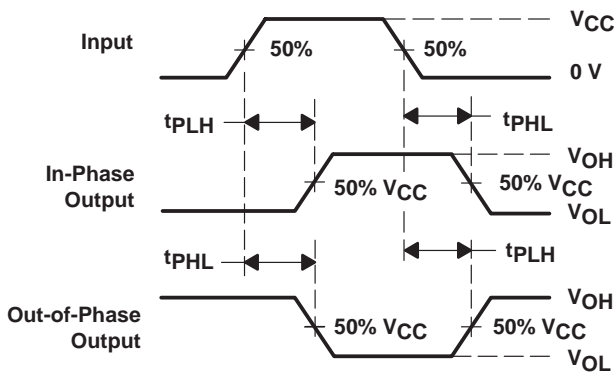 VCC
Input
50%
50%
0 V
tPLH
tPHL
VOH
In-Phase
Output
50% VCC
50%
VCC
VOL
tPHL
tPLH
VOH
Out-of-Phase
Output
50% VCC
50% VCC
VOL